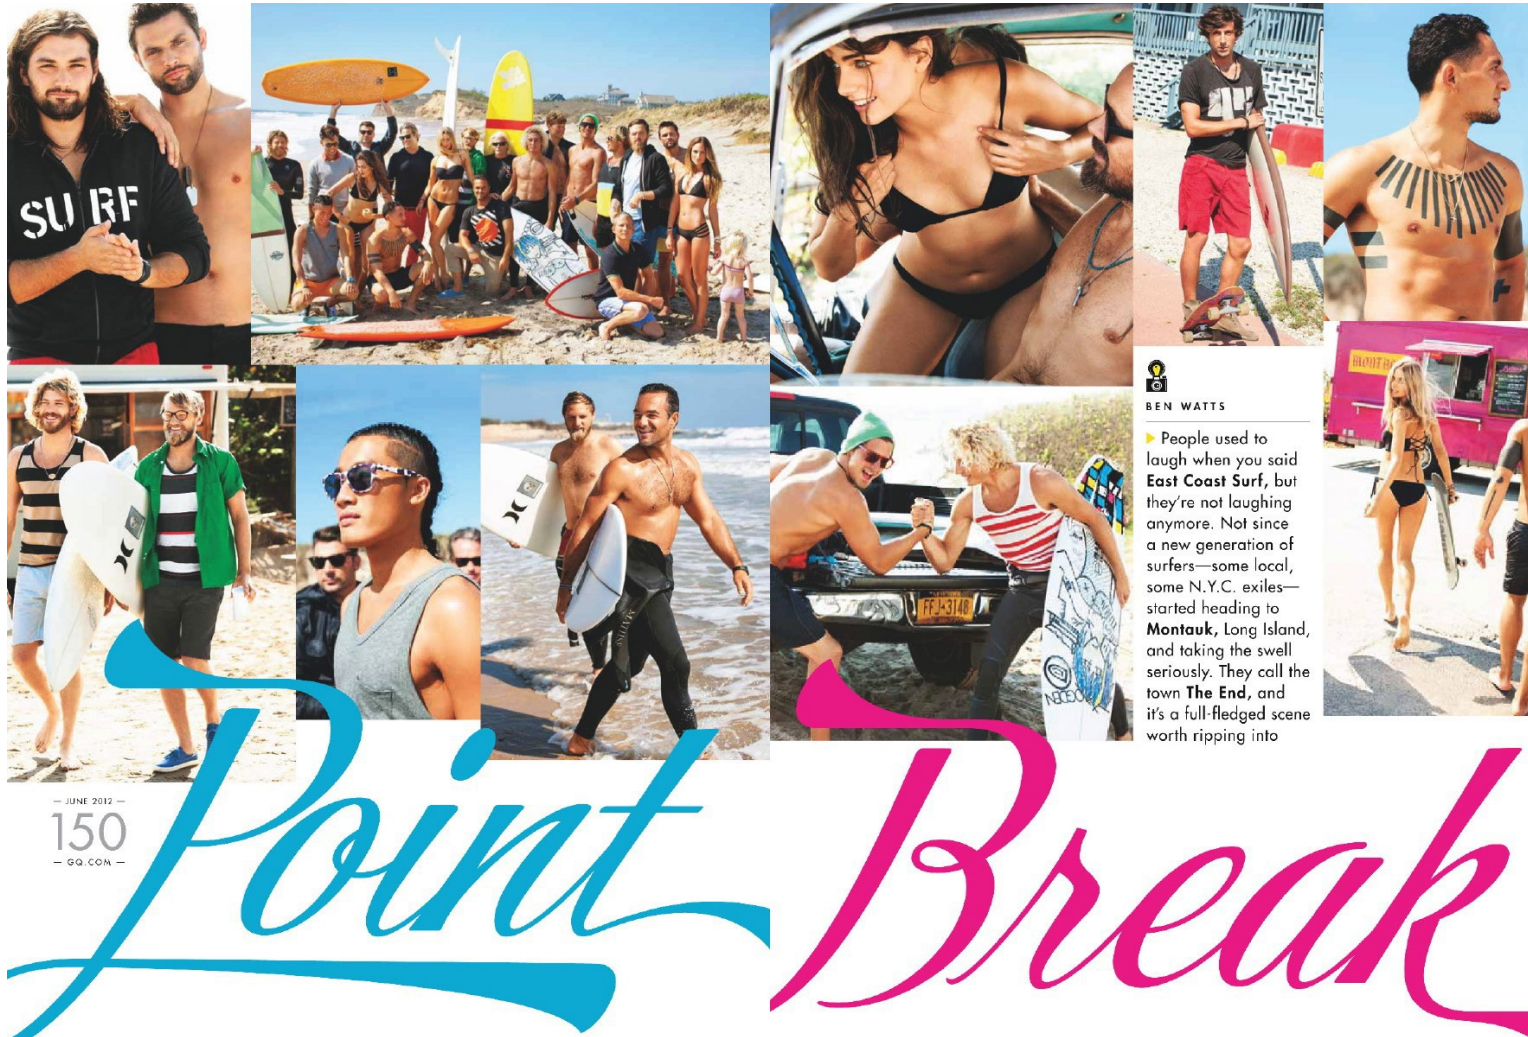 SURF
MONTA
BEN WATTS
People used to
laugh when you said
East Coast Surf, but
they're not laughing
anymore. Not since
a new generation of
surfers—some local,
some N.Y.C. exiles—
started heading to
Montauk, Long Island,
and taking the swell
seriously. They call the
town The End, and
it's a full-fledged scene
worth ripping into
FFJ-3148
— JUNE 2012 —
150
— GQ.COM —
Point
Break